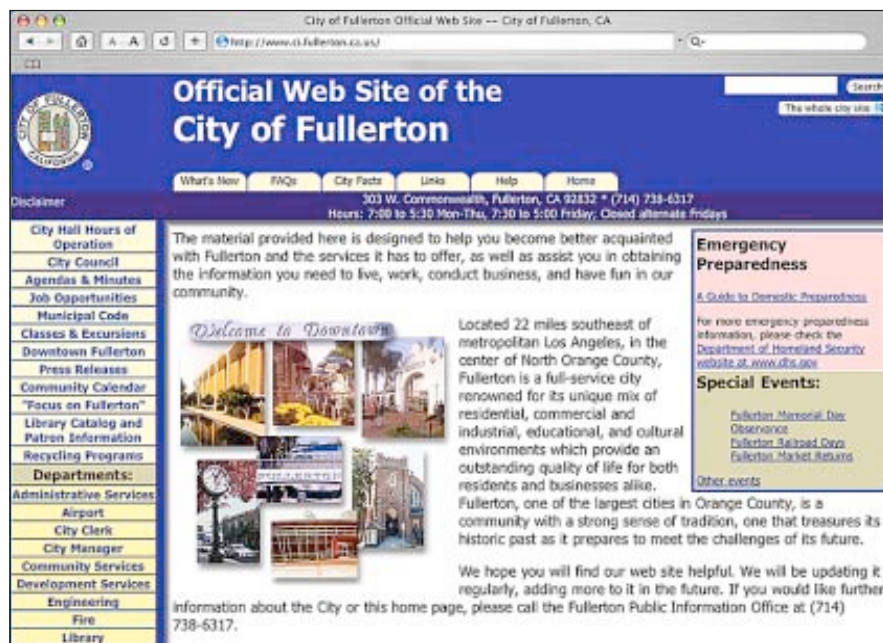 City of Fullerton Official Web Site -- City of Fullerton, CA
A A
http://www.ci.fullerton.ca.us/
CITY OF FULLERTON
CALIFORNIA
Official Web Site of the
City of Fullerton
Search
The whole city site
What's New
FAQs
City Facts
Links
Help
Home
Disclaimer
303 W. Commonwealth, Fullerton, CA 92832 * (714) 738-6317
Hours: 7:00 to 5:30 Mon-Thu, 7:30 to 5:00 Friday; Closed alternate Fridays
City Hall Hours of
Operation
City Council
Agendas & Minutes
Job Opportunities
Municipal Code
Classes & Excursions
Downtown Fullerton
Press Releases
Community Calendar
"Focus on Fullerton"
Library Catalog and
Patron Information
Recycling Programs
Departments:
Administrative Services
Airport
City Clerk
City Manager
Community Services
Development Services
Engineering
Fire
Library
The material provided here is designed to help you become better acquainted
with Fullerton and the services it has to offer, as well as assist you in obtaining
the information you need to live, work, conduct business, and have fun in our
community.
Welcome to Downtown
FULLERTON
Located 22 miles southeast of
metropolitan Los Angeles, in the
center of North Orange County,
Fullerton is a full-service city
renowned for its unique mix of
residential, commercial and
industrial, educational, and cultural
environments which provide an
outstanding quality of life for both
residents and businesses alike.
Fullerton, one of the largest cities in Orange County, is a
community with a strong sense of tradition, one that treasures its
historic past as it prepares to meet the challenges of its future.
We hope you will find our web site helpful. We will be updating it
regularly, adding more to it in the future. If you would like further
information about the City or this home page, please call the Fullerton Public Information Office at (714)
738-6317.
Emergency
Preparedness
A Guide to Domestic Preparedness
For more emergency preparedness
information, please check the
Department of Homeland Security
website at www.dhs.gov
Special Events:
Fullerton Memorial Day
Observance
Fullerton Railroad Days
Fullerton Market Returns
Other events